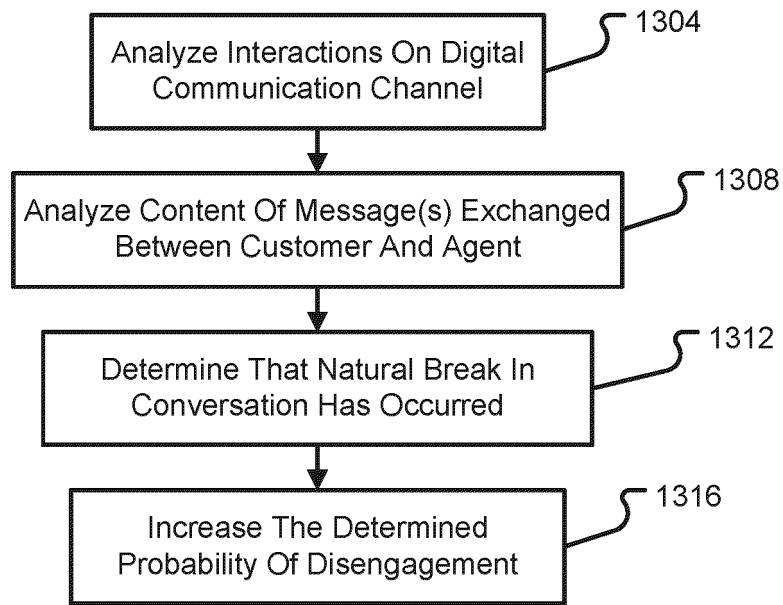 1304
Analyze Interactions On Digital
Communication Channel
1308
Analyze Content Of Message(s) Exchanged
Between Customer And Agent
1312
Determine That Natural Break In
Conversation Has Occurred
1316
Increase The Determined
Probability Of Disengagement